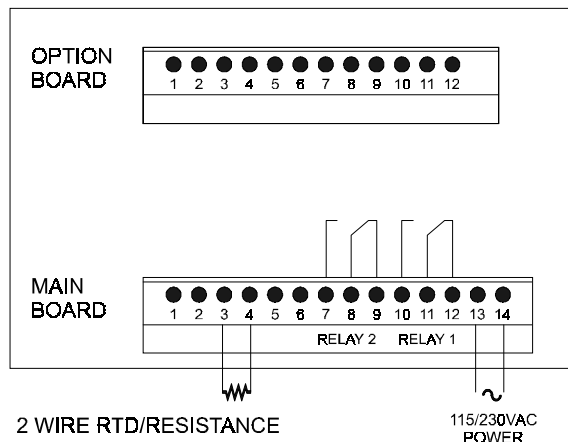 OPTION
BOARD
1 2 3 4 5 6 7 8 9 10 11 12
MAIN
BOARD
1 2 3 4 5 6 7 8 9 10 11 12 13 14
RELAY 2 RELAY 1
2 WIRE RTD/RESISTANCE
115/230VAC
POWER